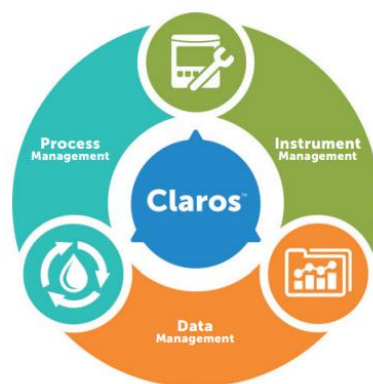 Process
Management
Instrument
Management
Claros™
Data
Management